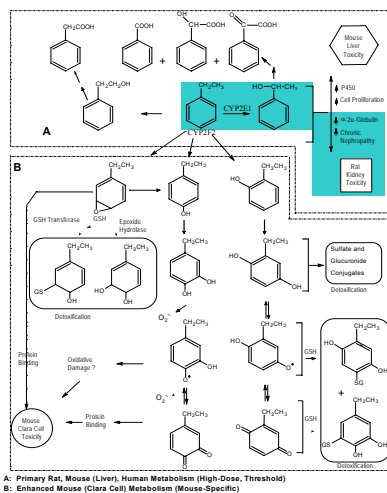 CH2COOH
COOH
HO
CH-COOH
O
C-COOH
+
+
Mouse
Liver
Toxicity
CH2CH2OH
CH2CH3
CYP2E1
HO-CH-CH3
P450
Cell Proliferation
α-2u-Globulin
Chronic
Nephropathy
Rat
Kidney
Toxicity
A
CYP2F2
B
CH2CH3
O
GSH
GSH Transferase
Epoxide
Hydrolase
CH2CH3
OH
CH2CH3
HO
CH2CH3
GS
OH
CH2CH3
HO
OH
Detoxification
CH2CH3
OH
OH
CH2CH3
HO
OH
Sulfate and
Glucuronide
Conjugates
Detoxification
O2-
Protein
Binding
Oxidative
Damage ?
CH2CH3
OH
O•
O2-
CH2CH3
HO
O•
GSH
CH2CH3
HO
OH
SG
+
CH2CH3
OH
GS
OH
Detoxification
Mouse
Clara Cell
Toxicity
Protein
Binding
CH2CH3
O
O
CH2CH3
O
O
GSH
A: Primary Rat, Mouse (Liver), Human Metabolism (High-Dose, Threshold)
B: Enhanced Mouse (Clara Cell) Metabolism (Mouse-Specific)